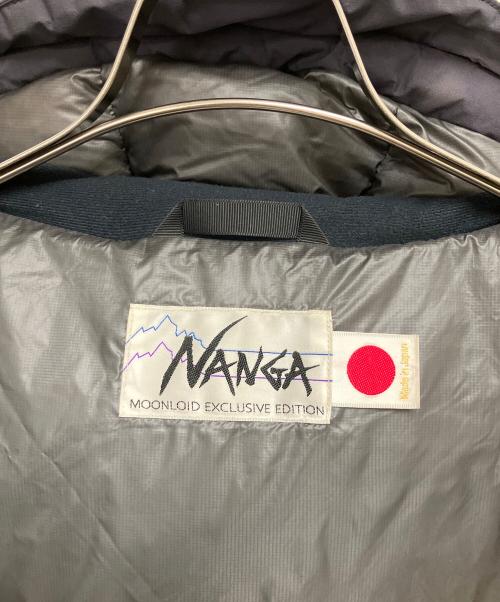 NANGA
MOONLOID EXCLUSIVE EDITION
Made in Japan